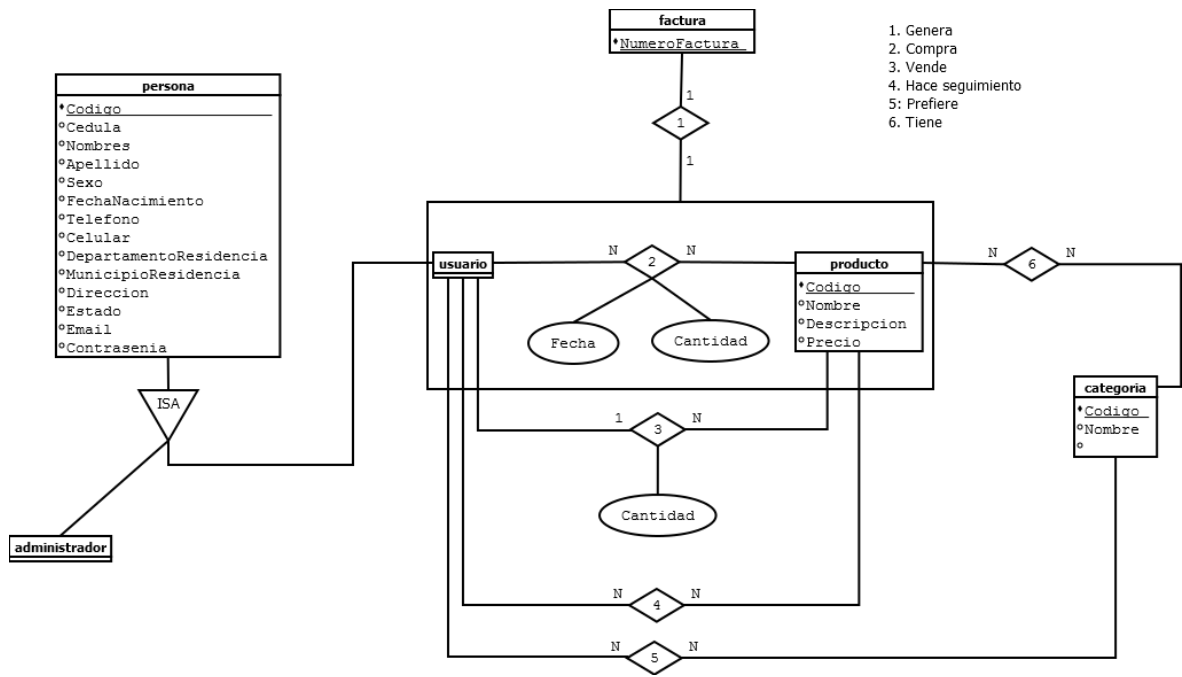 factura
NumeroFactura
1. Genera
2. Compra
3. Vende
4. Hace seguimiento
5: Prefiere
6. Tiene
persona
Codigo
Cedula
Nombres
Apellido
Sexo
FechaNacimiento
Telefono
Celular
DepartamentoResidencia
MunicipioResidencia
Direccion
Estado
Email
Contrasenia
1
1
1
usuario
N
2
N
producto
Codigo
Nombre
Descripcion
Precio
Fecha
Cantidad
N
6
N
categoria
Codigo
Nombre
ISA
1
3
N
Cantidad
administrador
N
4
N
N
5
N